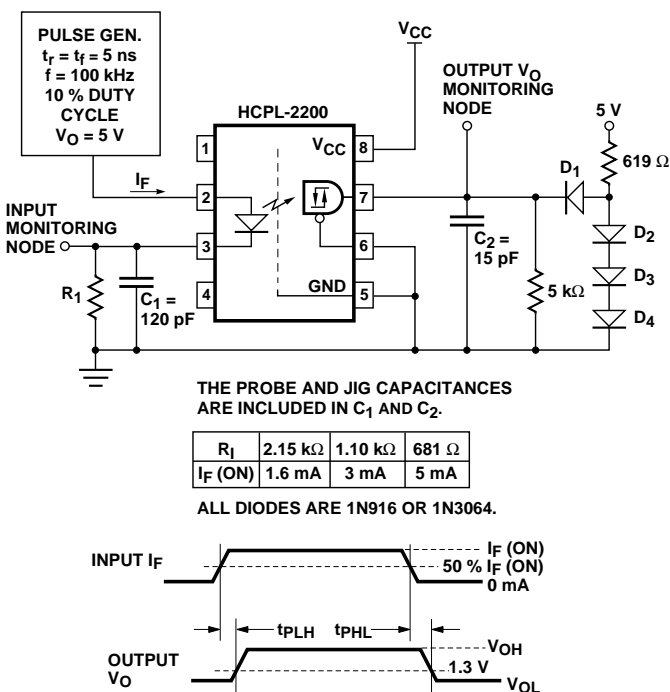 PULSE GEN.
tr = tf = 5 ns
f = 100 kHz
10 % DUTY
CYCLE
VO = 5 V
VCC
OUTPUT VO
MONITORING
NODE
5 V
619 Ω
D1
HCPL-2200
1
VCC
8
IF
2
7
D2
INPUT
MONITORING
NODE
3
6
C2 =
15 pF
D3
R1
C1 =
120 pF
4
GND
5
5 kΩ
D4
THE PROBE AND JIG CAPACITANCES
ARE INCLUDED IN C1 AND C2.
RI 2.15 kΩ 1.10 kΩ 681 Ω
IF (ON) 1.6 mA 3 mA 5 mA
ALL DIODES ARE 1N916 OR 1N3064.
INPUT IF
IF (ON)
50 % IF (ON)
0 mA
tPLH
tPHL
OUTPUT
VO
VOH
1.3 V
VOL